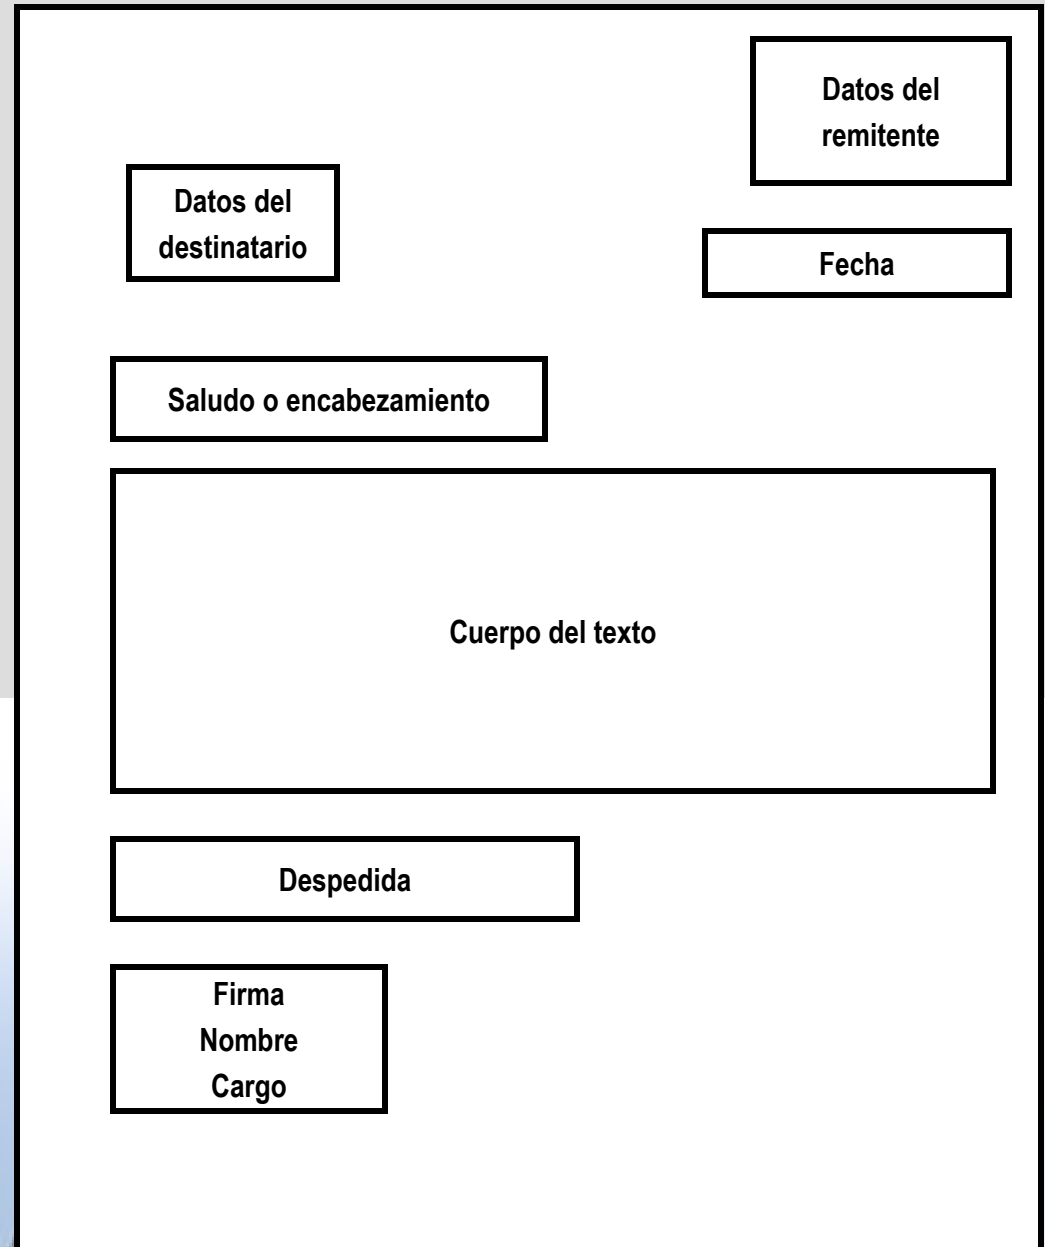 Datos del
remitente
Datos del
destinatario
Fecha
Saludo o encabezamiento
Cuerpo del texto
Despedida
Firma
Nombre
Cargo